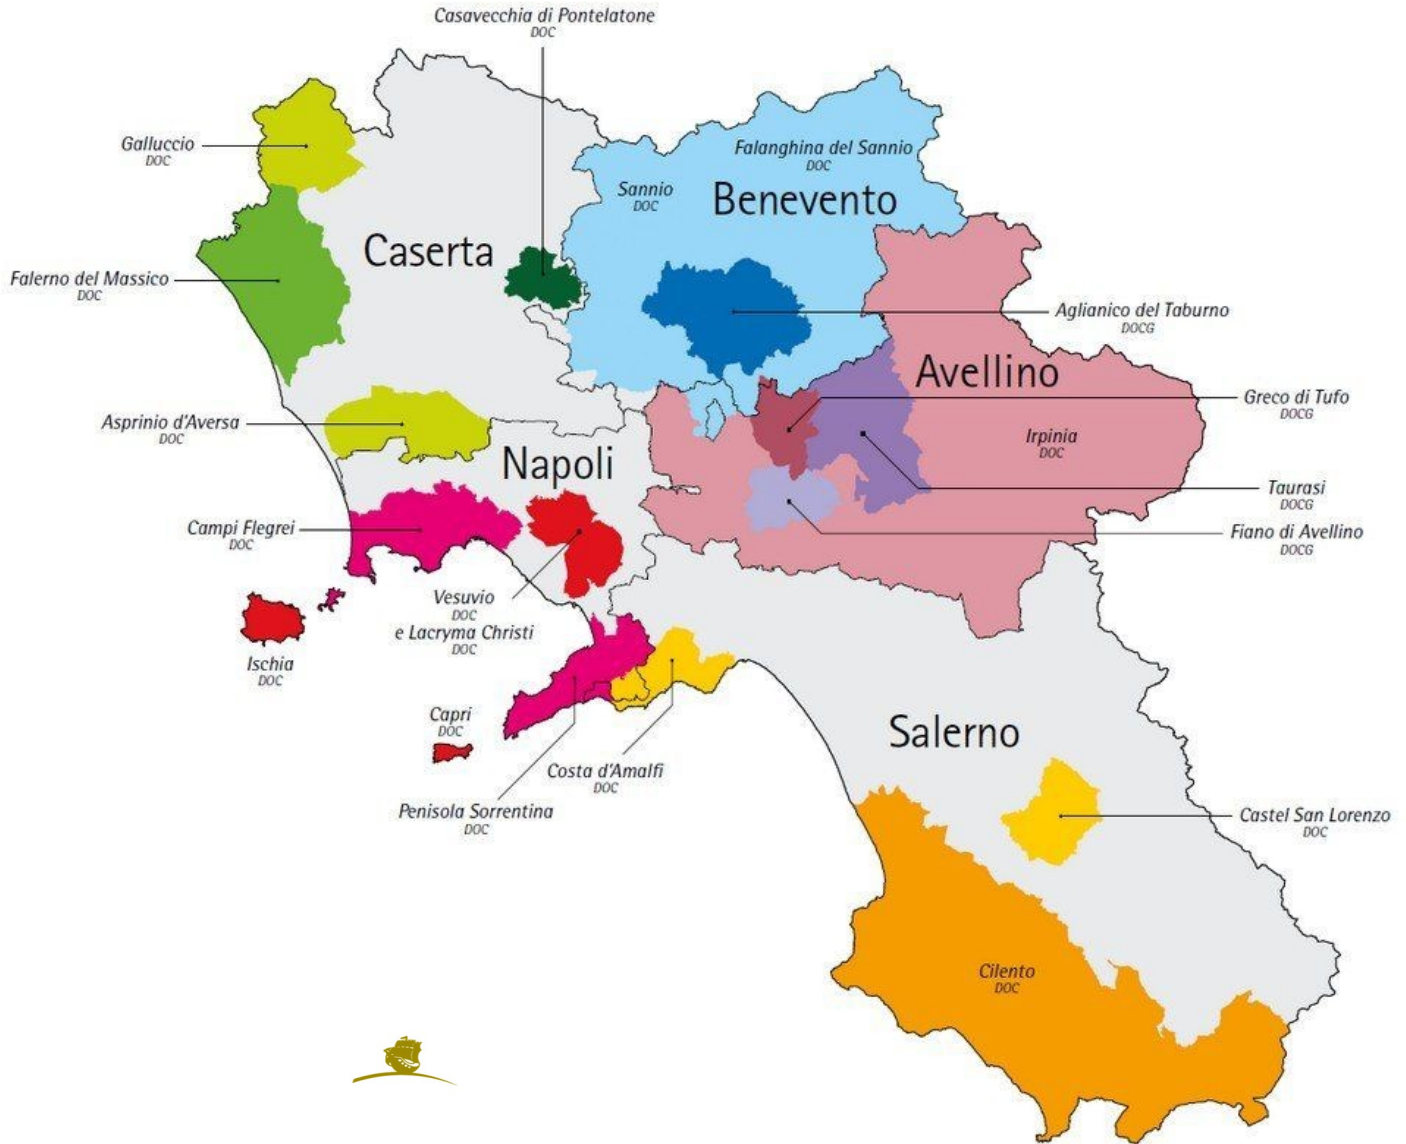 Casavecchia di Pontelatone
DOC
Galluccio
DOC
Falanghina del Sannio
DOC
Sannio
DOC
Benevento
Caserta
Falerno del Massico
DOC
Aglianico del Taburno
DOCG
Avellino
Greco di Tufo
DOCG
Asprinio d'Aversa
DOC
Irpinia
DOC
Napoli
Taurasi
DOCG
Campi Flegrei
DOC
Fiano di Avellino
DOCG
Vesuvio
DOC
e Lacryma Christi
DOC
Ischia
DOC
Capri
DOC
Salerno
Costa d'Amalfi
DOC
Penisola Sorrentina
DOC
Castel San Lorenzo
DOC
Cilento
DOC